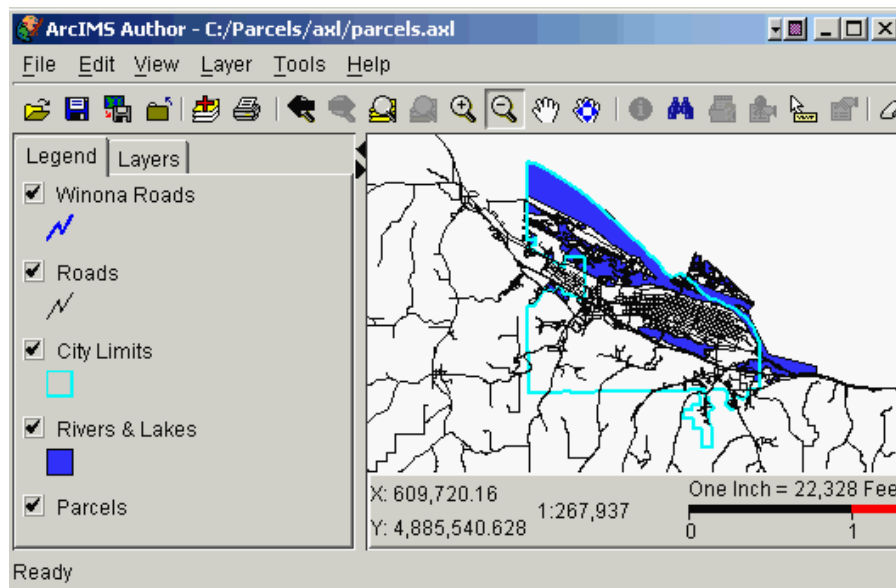 ArcIMS Author - C:/Parcels/axl/parcels.axl
File Edit View Layer Tools Help
Legend Layers
Winona Roads
Roads
City Limits
Rivers & Lakes
Parcels
X: 609,720.16
Y: 4,885,540.628
1:267,937
One Inch = 22,328 Fee
0 1
Ready